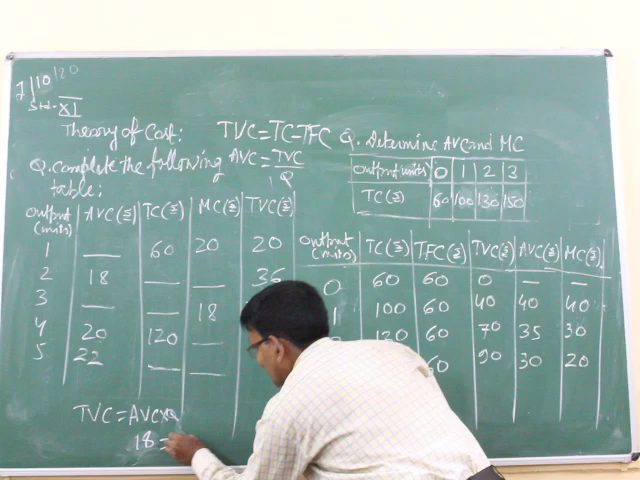 7/10/20
Std-XI
Theory of Cost: TVC=TC-TFC
Q. Complete the following AVC=TVC/Q
table:
Output (units) AVC(₹) TC(₹) MC(₹) TVC(₹)
1 — 60 20 20
2 18 — — 36
3 — — 18
4 20 120 —
5 22 — —
TVC=AVC×Q
18=
Q. Determine AVC and MC
Output units 0 1 2 3
TC(₹) 60 100 130 150
Output (units) TC(₹) TFC(₹) TVC(₹) AVC(₹) MC(₹)
0 60 60 0 — —
1 100 60 40 40 40
130 60 70 35 30
60 90 30 20